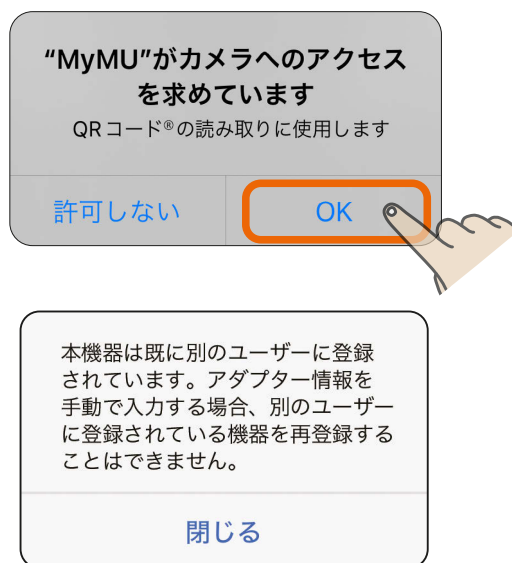 “MyMU”がカメラへのアクセス
を求めています
QRコード®の読み取りに使用します
許可しない
OK
本機器は既に別のユーザーに登録
されています。アダプター情報を
手動で入力する場合、別のユーザー
に登録されている機器を再登録する
ことはできません。
閉じる